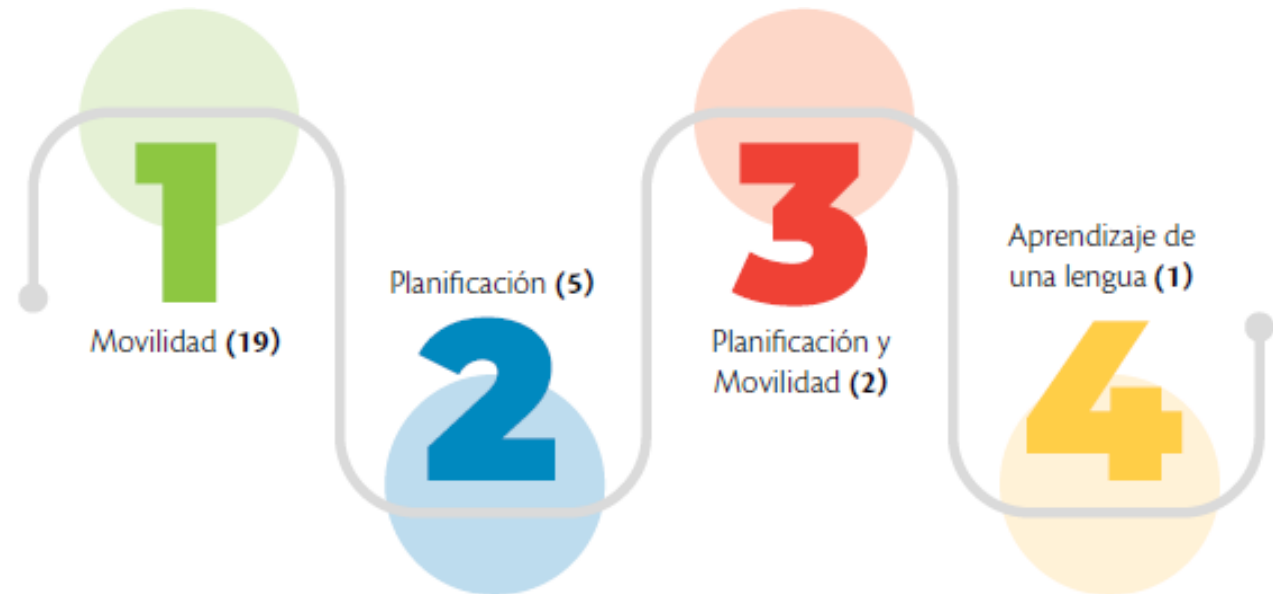 1
Movilidad (19)
Planificación (5)
2
3
Planificación y
Movilidad (2)
Aprendizaje de
una lengua (1)
4